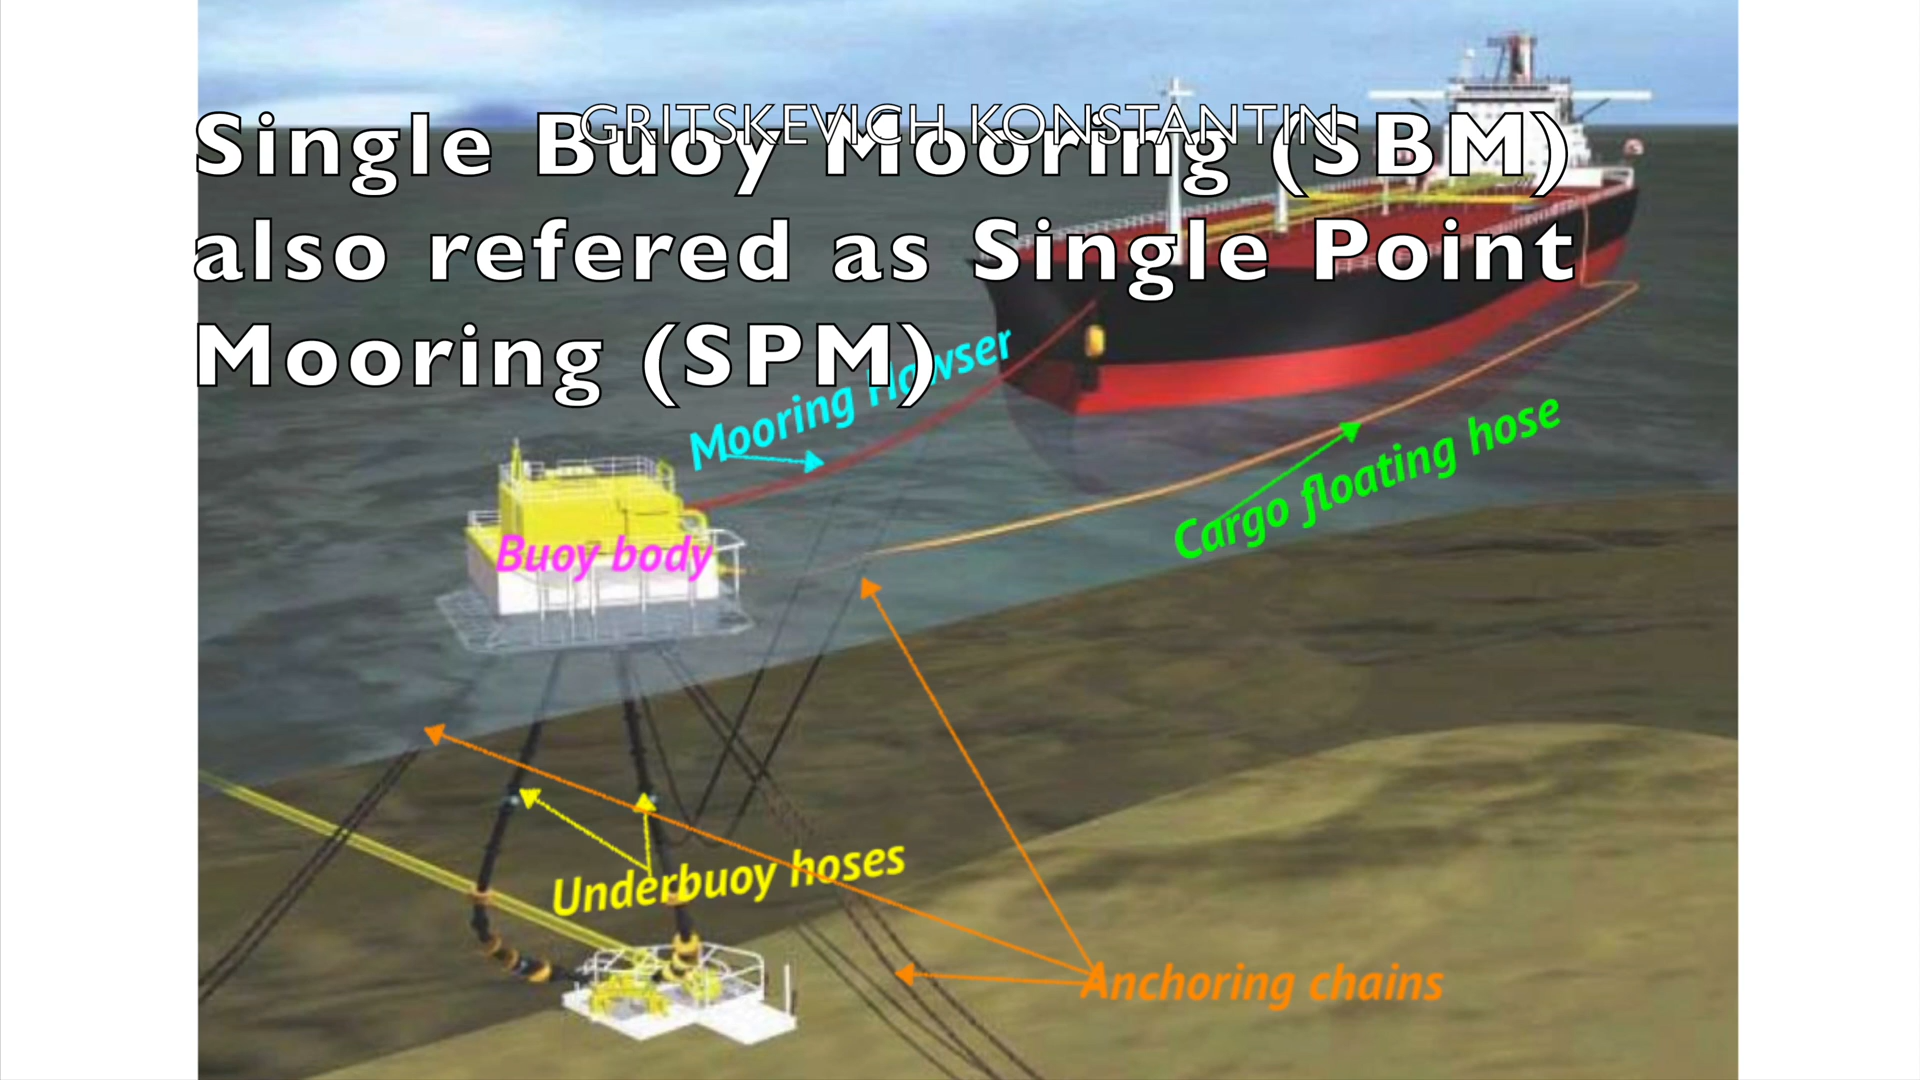 GRITSKEVICH KONSTANTIN
Single Buoy Mooring (SBM)
also refered as Single Point
Mooring (SPM)
Mooring Howser
Cargo floating hose
Buoy body
Underbuoy hoses
Anchoring chains